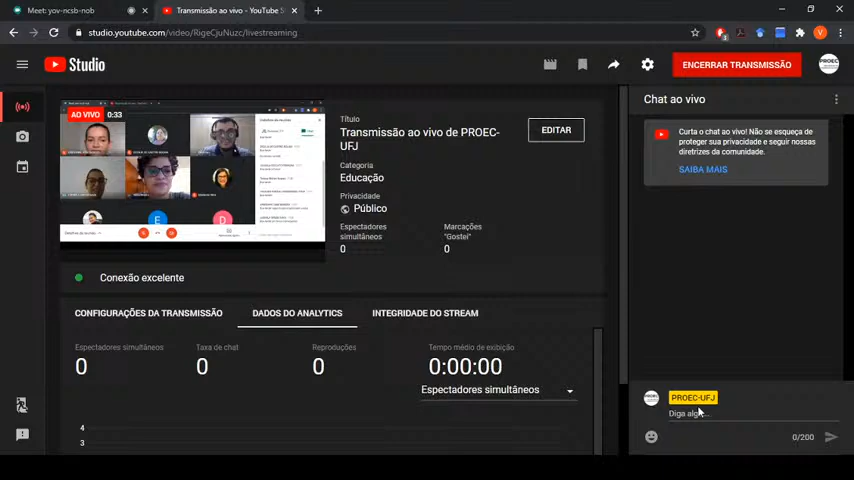 Meet: yov-ncsb-nob
Transmissão ao vivo - YouTube S
studio.youtube.com/video/RigeCjuNuzc/livestreaming
Studio
ENCERRAR TRANSMISSÃO
PROEC
AO VIVO
0:33
Título
Transmissão ao vivo de PROEC-
UFJ
EDITAR
Categoria
Educação
Privacidade
Público
Espectadores
simultâneos
0
Marcações
"Gostei"
0
Conexão excelente
CONFIGURAÇÕES DA TRANSMISSÃO
DADOS DO ANALYTICS
INTEGRIDADE DO STREAM
Espectadores simultâneos
0
Taxa de chat
0
Reproduções
0
Tempo médio de exibição
0:00:00
Espectadores simultâneos
4
3
Chat ao vivo
Curta o chat ao vivo! Não se esqueça de
proteger sua privacidade e seguir nossas
diretrizes da comunidade.
SAIBA MAIS
PROEC-UFJ
Diga
0/200